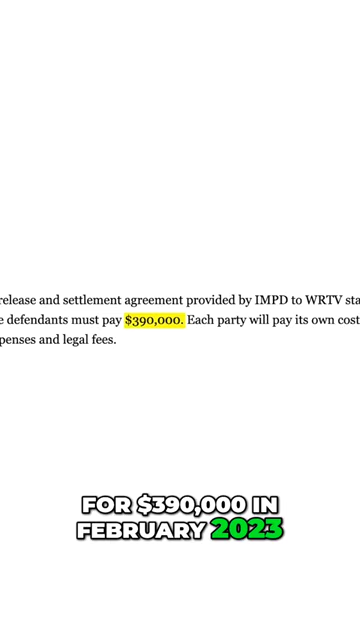 release and settlement agreement provided by IMPD to WRTV sta
e defendants must pay $390,000. Each party will pay its own cost
penses and legal fees.
FOR $390,000 IN
FEBRUARY 2023